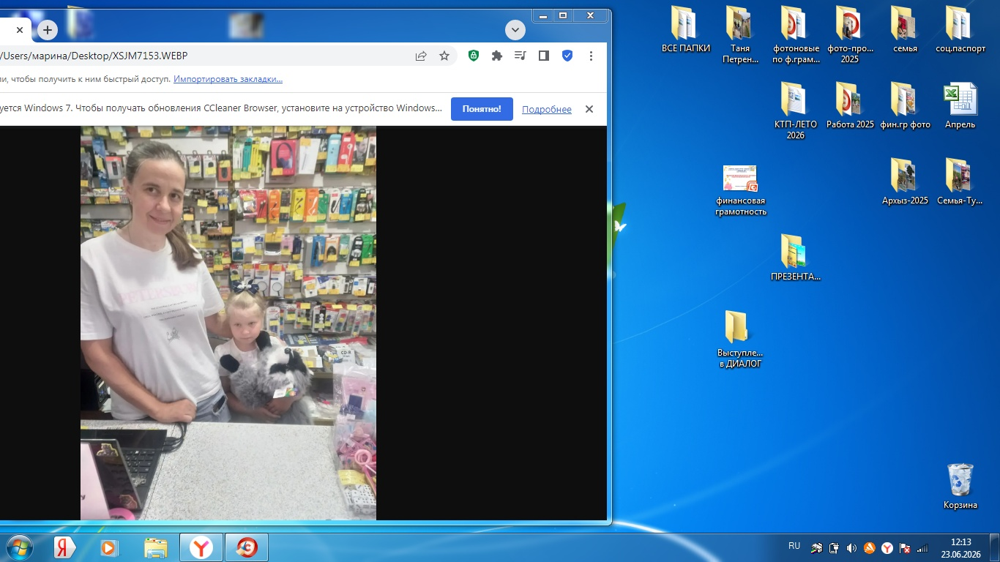 /Users/марина/Desktop/XSJM7153.WEBP
ли, чтобы получить к ним быстрый доступ. Импортировать закладки...
уется Windows 7. Чтобы получать обновления CCleaner Browser, установите на устройство Windows... Понятно! Подробнее
CD-R
ВСЕ ПАПКИ
Таня
Петрен...
фотоновые
по ф.грам...
фото-про...
2025
семья
соц.паспорт
КТП-ЛЕТО
2026
Работа 2025
фин.гр фото
Апрель
финансовая
грамотность
Архыз-2025
Семья-Ту...
ПРЕЗЕНТА...
Выступле...
в ДИАЛОГ
Корзина
RU
12:13
23.06.2026